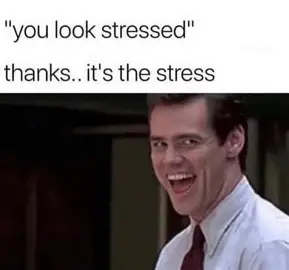 "you look stressed"
thanks.. it's the stress